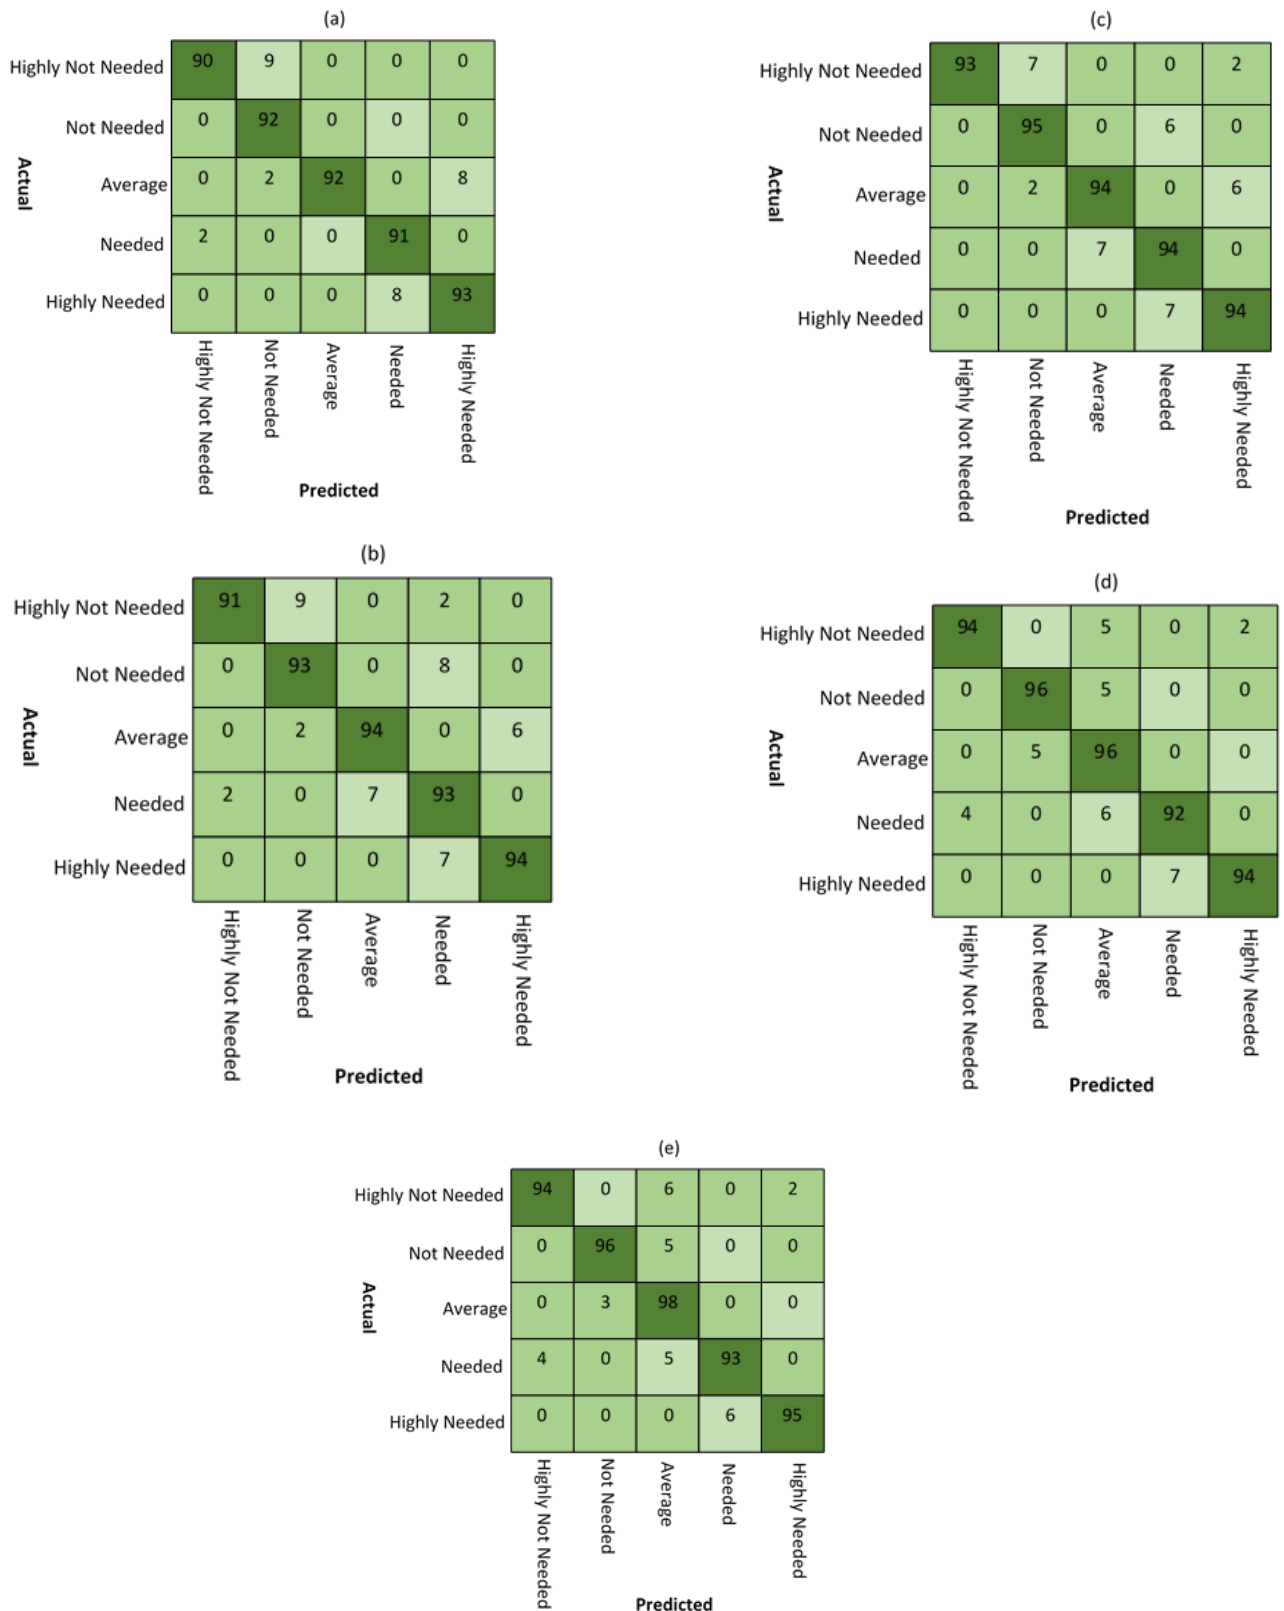 (a)
Highly Not Needed 90 9 0 0 0
Not Needed 0 92 0 0 0
Average 0 2 92 0 8
Needed 2 0 0 91 0
Highly Needed 0 0 0 8 93
Actual
Highly Not Needed
Not Needed
Average
Needed
Highly Needed
Predicted
(c)
Highly Not Needed 93 7 0 0 2
Not Needed 0 95 0 6 0
Average 0 2 94 0 6
Needed 0 0 7 94 0
Highly Needed 0 0 0 7 94
Actual
Highly Not Needed
Not Needed
Average
Needed
Highly Needed
Predicted
(b)
Highly Not Needed 91 9 0 2 0
Not Needed 0 93 0 8 0
Average 0 2 94 0 6
Needed 2 0 7 93 0
Highly Needed 0 0 0 7 94
Actual
Highly Not Needed
Not Needed
Average
Needed
Highly Needed
Predicted
(d)
Highly Not Needed 94 0 5 0 2
Not Needed 0 96 5 0 0
Average 0 5 96 0 0
Needed 4 0 6 92 0
Highly Needed 0 0 0 7 94
Actual
Highly Not Needed
Not Needed
Average
Needed
Highly Needed
Predicted
(e)
Highly Not Needed 94 0 6 0 2
Not Needed 0 96 5 0 0
Average 0 3 98 0 0
Needed 4 0 5 93 0
Highly Needed 0 0 0 6 95
Actual
Highly Not Needed
Not Needed
Average
Needed
Highly Needed
Predicted